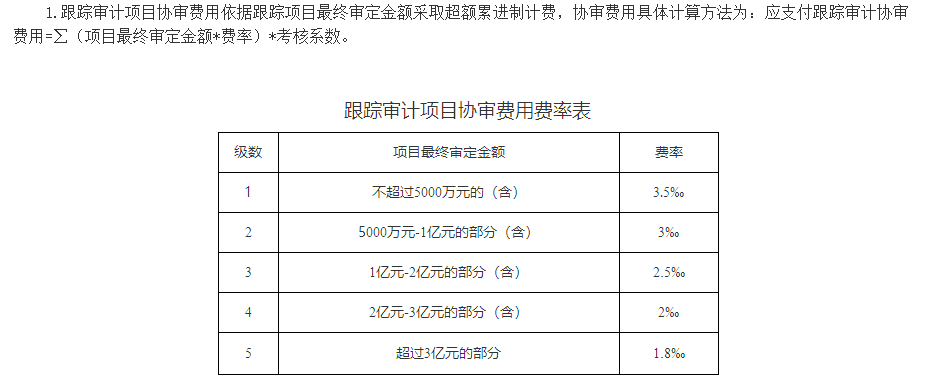 1.跟踪审计项目协审费用依据跟踪项目最终审定金额采取超额累进制计费，协审费用具体计算方法为：应支付跟踪审计协审
费用=∑（项目最终审定金额*费率）*考核系数。
跟踪审计项目协审费用费率表
级数 项目最终审定金额 费率
1 不超过5000万元的（含） 3.5‰
2 5000万元-1亿元的部分（含） 3‰
3 1亿元-2亿元的部分（含） 2.5‰
4 2亿元-3亿元的部分（含） 2‰
5 超过3亿元的部分 1.8‰